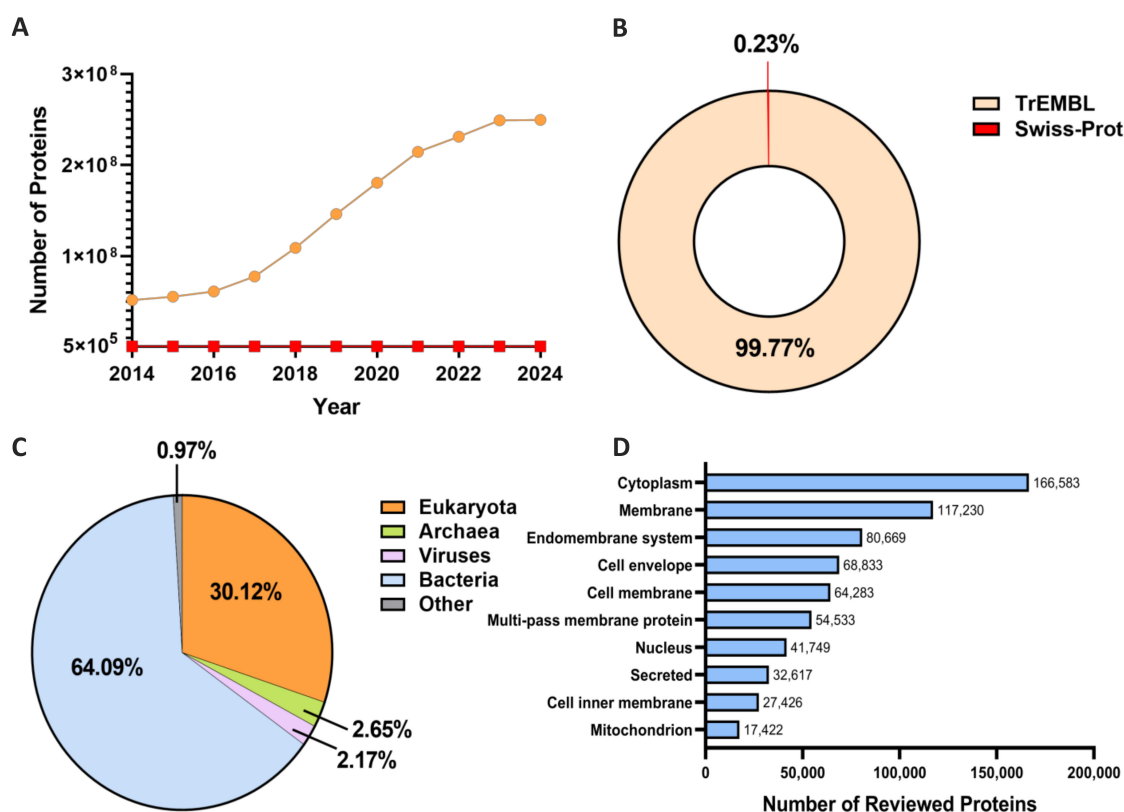 A
3×10⁸
2×10⁸
1×10⁸
5×10⁵
Number of Proteins
2014 2016 2018 2020 2022 2024
Year
B
0.23%
99.77%
TrEMBL
Swiss-Prot
C
0.97%
30.12%
64.09%
2.65%
2.17%
Eukaryota
Archaea
Viruses
Bacteria
Other
D
Cytoplasm 166,583
Membrane 117,230
Endomembrane system 80,669
Cell envelope 68,833
Cell membrane 64,283
Multi-pass membrane protein 54,533
Nucleus 41,749
Secreted 32,617
Cell inner membrane 27,426
Mitochondrion 17,422
0 50,000 100,000 150,000 200,000
Number of Reviewed Proteins